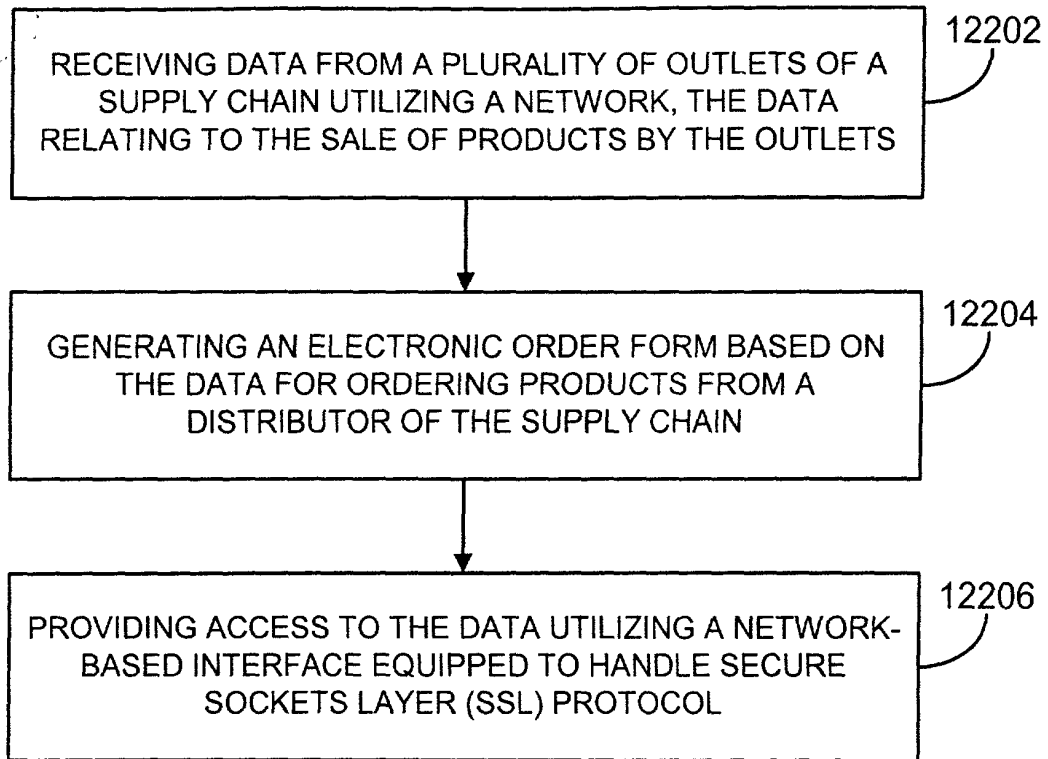 12202
RECEIVING DATA FROM A PLURALITY OF OUTLETS OF A
SUPPLY CHAIN UTILIZING A NETWORK, THE DATA
RELATING TO THE SALE OF PRODUCTS BY THE OUTLETS
12204
GENERATING AN ELECTRONIC ORDER FORM BASED ON
THE DATA FOR ORDERING PRODUCTS FROM A
DISTRIBUTOR OF THE SUPPLY CHAIN
12206
PROVIDING ACCESS TO THE DATA UTILIZING A NETWORK-
BASED INTERFACE EQUIPPED TO HANDLE SECURE
SOCKETS LAYER (SSL) PROTOCOL